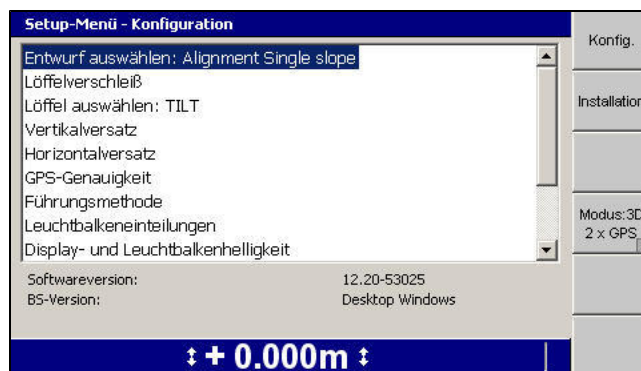 Setup-Menü - Konfiguration
Entwurf auswählen: Alignment Single slope
Löffelverschleiß
Löffel auswählen: TILT
Vertikalversatz
Horizontalversatz
GPS-Genauigkeit
Führungsmethode
Leuchtbalkeneinteilungen
Display- und Leuchtbalkenhelligkeit
Softwareversion: 12.20-53025
BS-Version: Desktop Windows
↕ + 0.000m ↕
Konfig.
Installation
Modus:3D
2 x GPS